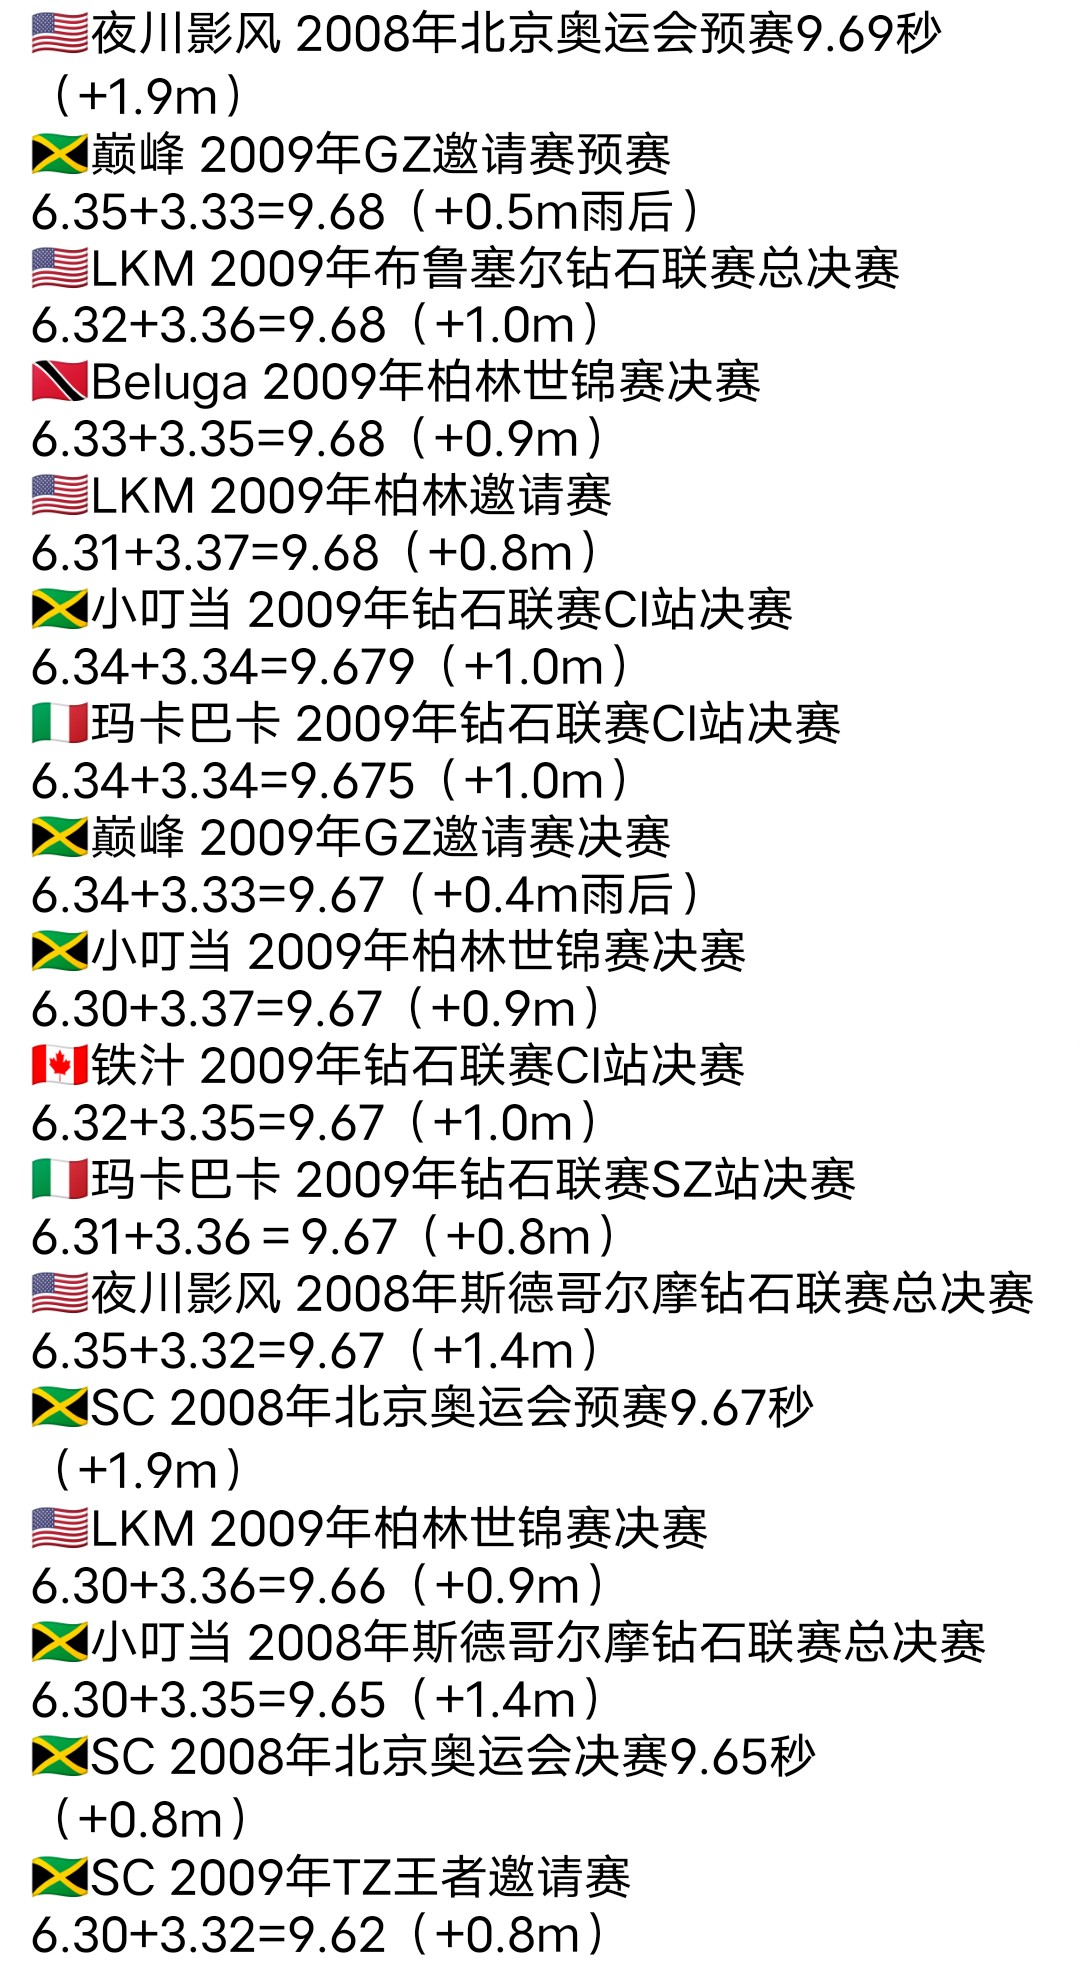 🇺🇸夜川影风 2008年北京奥运会预赛9.69秒
（+1.9m）
🇯🇲巅峰 2009年GZ邀请赛预赛
6.35+3.33=9.68（+0.5m雨后）
🇺🇸LKM 2009年布鲁塞尔钻石联赛总决赛
6.32+3.36=9.68（+1.0m）
🇹🇹Beluga 2009年柏林世锦赛决赛
6.33+3.35=9.68（+0.9m）
🇺🇸LKM 2009年柏林邀请赛
6.31+3.37=9.68（+0.8m）
🇯🇲小叮当 2009年钻石联赛CI站决赛
6.34+3.34=9.679（+1.0m）
🇮🇹玛卡巴卡 2009年钻石联赛CI站决赛
6.34+3.34=9.675（+1.0m）
🇯🇲巅峰 2009年GZ邀请赛决赛
6.34+3.33=9.67（+0.4m雨后）
🇯🇲小叮当 2009年柏林世锦赛决赛
6.30+3.37=9.67（+0.9m）
🇨🇦铁汁 2009年钻石联赛CI站决赛
6.32+3.35=9.67（+1.0m）
🇮🇹玛卡巴卡 2009年钻石联赛SZ站决赛
6.31+3.36 = 9.67（+0.8m）
🇺🇸夜川影风 2008年斯德哥尔摩钻石联赛总决赛
6.35+3.32=9.67（+1.4m）
🇯🇲SC 2008年北京奥运会预赛9.67秒
（+1.9m）
🇺🇸LKM 2009年柏林世锦赛决赛
6.30+3.36=9.66（+0.9m）
🇯🇲小叮当 2008年斯德哥尔摩钻石联赛总决赛
6.30+3.35=9.65（+1.4m）
🇯🇲SC 2008年北京奥运会决赛9.65秒
（+0.8m）
🇯🇲SC 2009年TZ王者邀请赛
6.30+3.32=9.62（+0.8m）